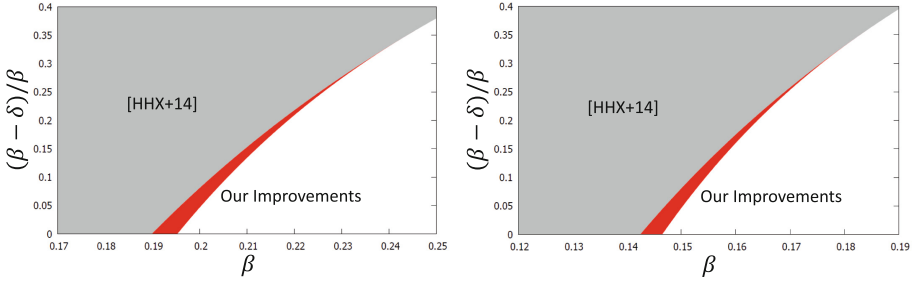 0.4
0.35
0.3
0.25
0.2
0.15
0.1
0.05
0
(β − δ)/β
[HHX+14]
Our Improvements
0.17 0.18 0.19 0.2 0.21 0.22 0.23 0.24 0.25
β
0.4
0.35
0.3
0.25
0.2
0.15
0.1
0.05
0
(β − δ)/β
[HHX+14]
Our Improvements
0.12 0.13 0.14 0.15 0.16 0.17 0.18 0.19
β